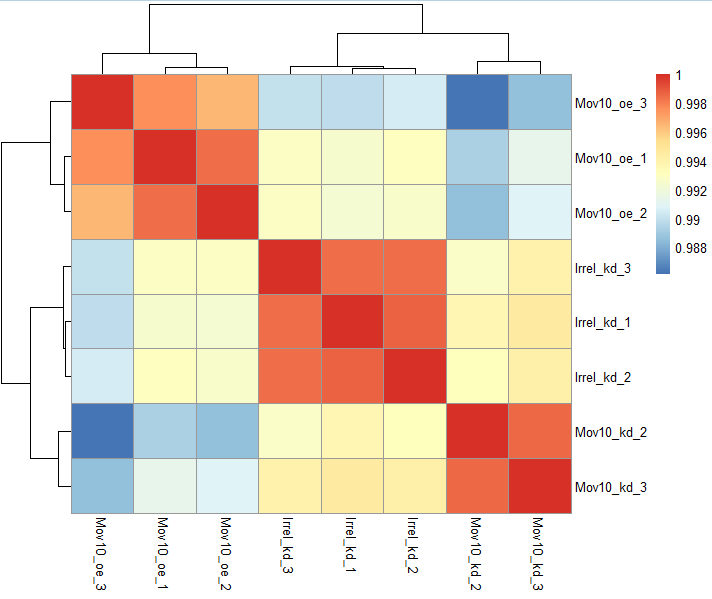 1
0.998
0.996
0.994
0.992
0.99
0.988
Mov10_oe_3
Mov10_oe_1
Mov10_oe_2
Irrel_kd_3
Irrel_kd_1
Irrel_kd_2
Mov10_kd_2
Mov10_kd_3
Mov10_oe_3
Mov10_oe_1
Mov10_oe_2
Irrel_kd_3
Irrel_kd_1
Irrel_kd_2
Mov10_kd_2
Mov10_kd_3